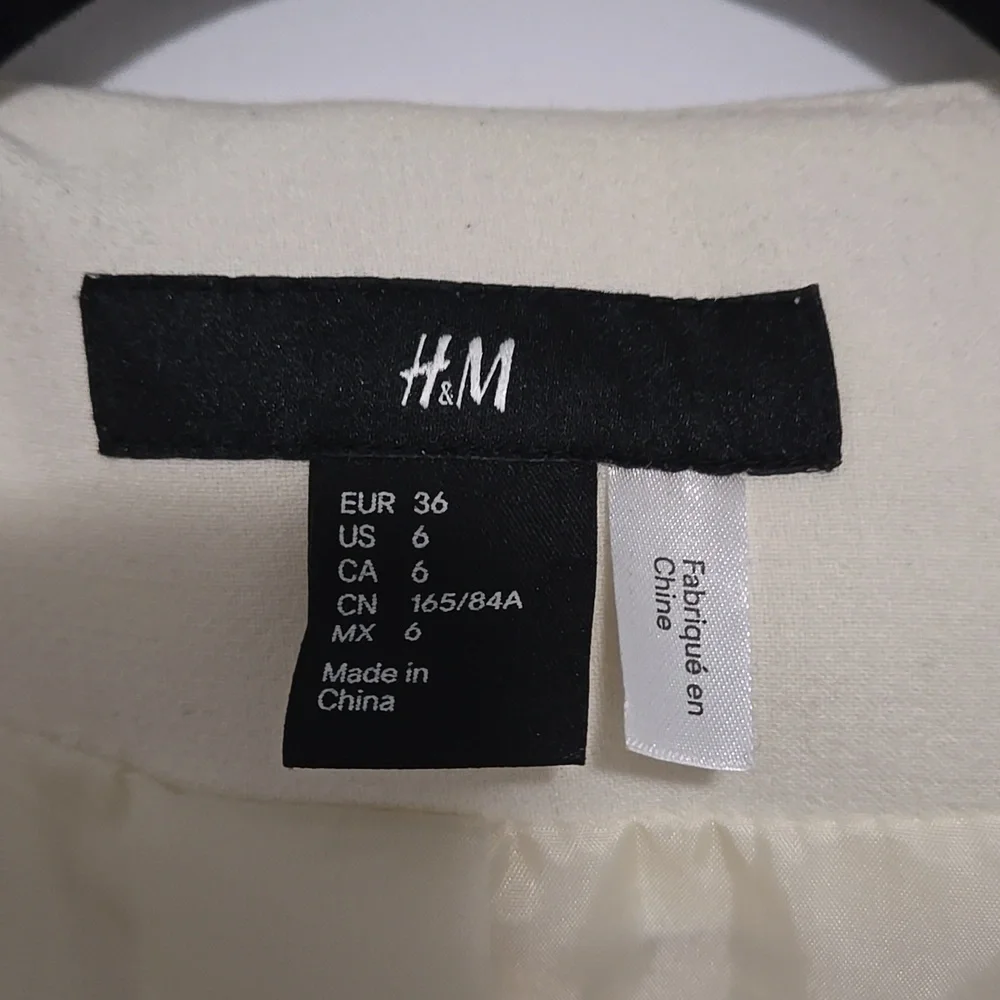 H&M
EUR 36
US 6
CA 6
CN 165/84A
MX 6
Made in
China
Fabriqué en
Chine